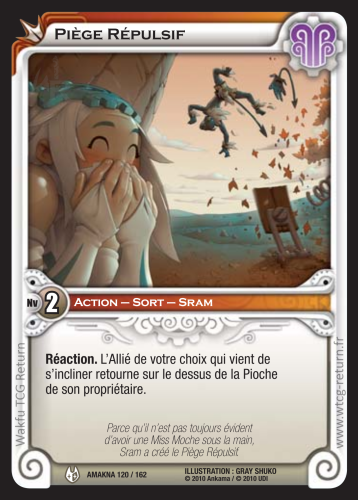 Piège Répulsif
Nv 2
Action – Sort – Sram
Réaction. L'Allié de votre choix qui vient de
s'incliner retourne sur le dessus de la Pioche
de son propriétaire.
Parce qu'il n'est pas toujours évident
d'avoir une Miss Moche sous la main,
Sram a créé le Piège Répulsif.
AMAKNA 120 / 162
ILLUSTRATION : GRAY SHUKO
© 2010 Ankama / © 2010 UDI
Wakfu TCG Return
www.wtcg-return.fr